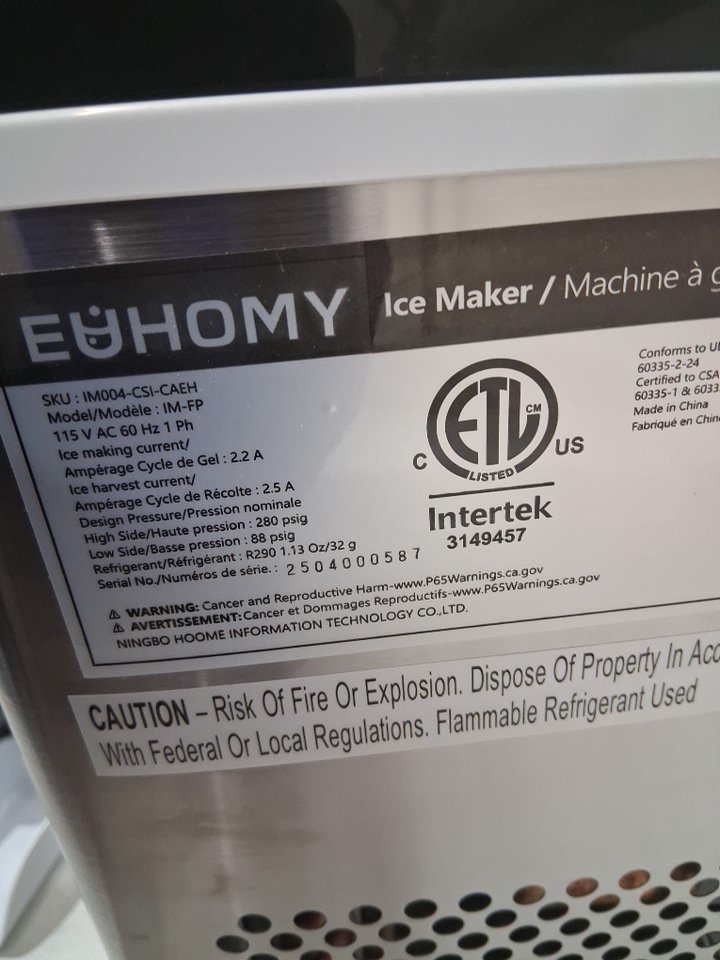 EUHOMY
Ice Maker / Machine à
SKU : IM004-CSI-CAEH
Model/Modèle : IM-FP
115 V AC 60 Hz 1 Ph
Ice making current/
Ampérage Cycle de Gel : 2.2 A
Ice harvest current/
Ampérage Cycle de Récolte : 2.5 A
Design Pressure/Pression nominale
High Side/Haute pression : 280 psig
Low Side/Basse pression : 88 psig
Refrigerant/Réfrigérant : R290 1.13 Oz/32 g
Serial No./Numéros de série.: 2504000587
C ETL CM US
LISTED
Intertek
3149457
Conforms to
60335-2-24
Certified to CSA
60335-1 &
Made in China
Fabriqué en
⚠ WARNING: Cancer and Reproductive Harm-www.P65Warnings.ca.gov
⚠ AVERTISSEMENT:Cancer et Dommages Reproductifs-www.P65Warnings.ca.gov
NINGBO HOOME INFORMATION TECHNOLOGY CO.,LTD.
CAUTION – Risk Of Fire Or Explosion. Dispose Of Property In
With Federal Or Local Regulations. Flammable Refrigerant Used